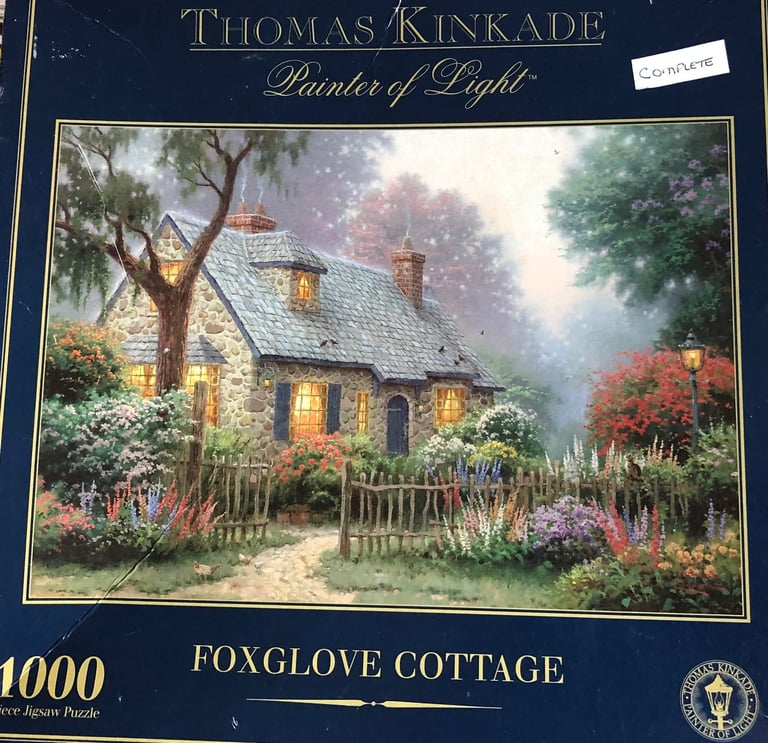 THOMAS KINKADE
Painter of Light™
COMPLETE
FOXGLOVE COTTAGE
1000
iece Jigsaw Puzzle
THOMAS KINKADE
PAINTER OF LIGHT